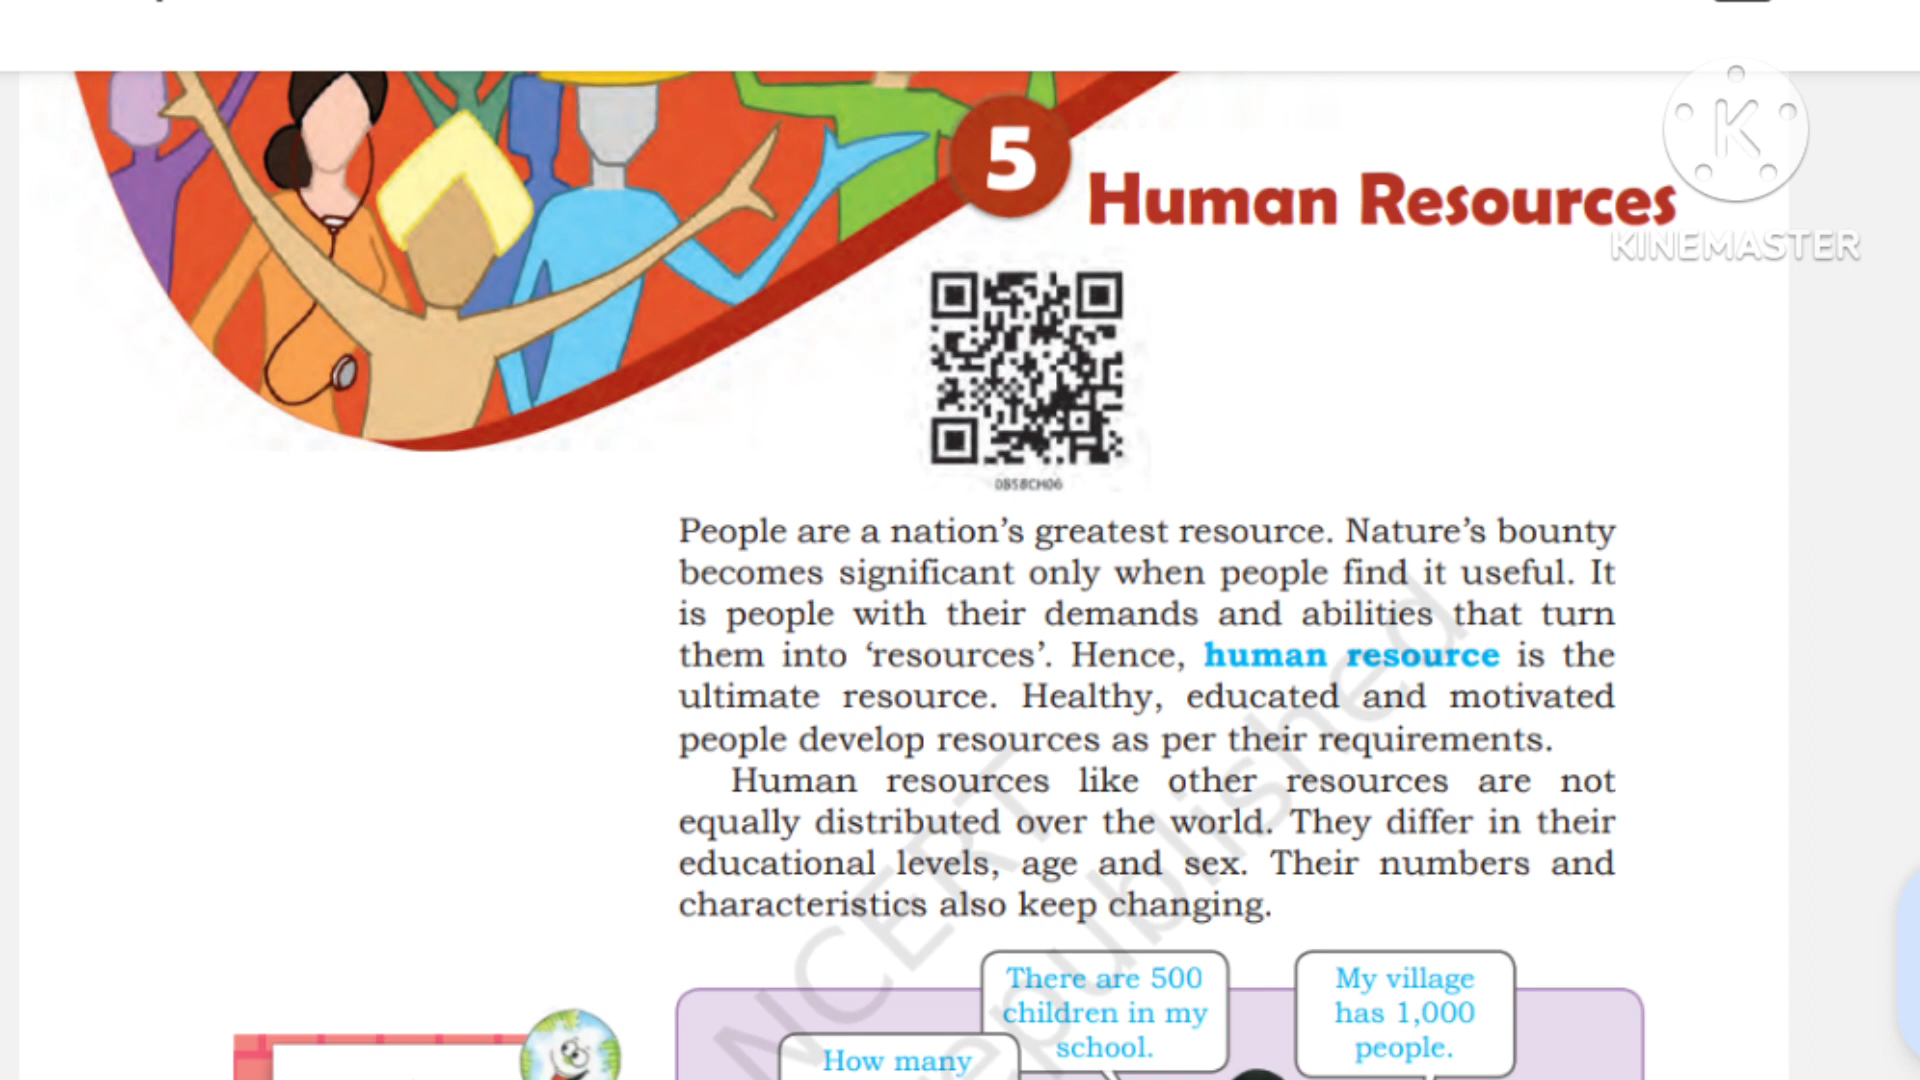 5
Human Resources
K
KINEMASTER
0858CH06
People are a nation's greatest resource. Nature's bounty
becomes significant only when people find it useful. It
is people with their demands and abilities that turn
them into ‘resources’. Hence, human resource is the
ultimate resource. Healthy, educated and motivated
people develop resources as per their requirements.
Human resources like other resources are not
equally distributed over the world. They differ in their
educational levels, age and sex. Their numbers and
characteristics also keep changing.
There are 500
children in my
school.
My village
has 1,000
people.
How many
NCERT
republished